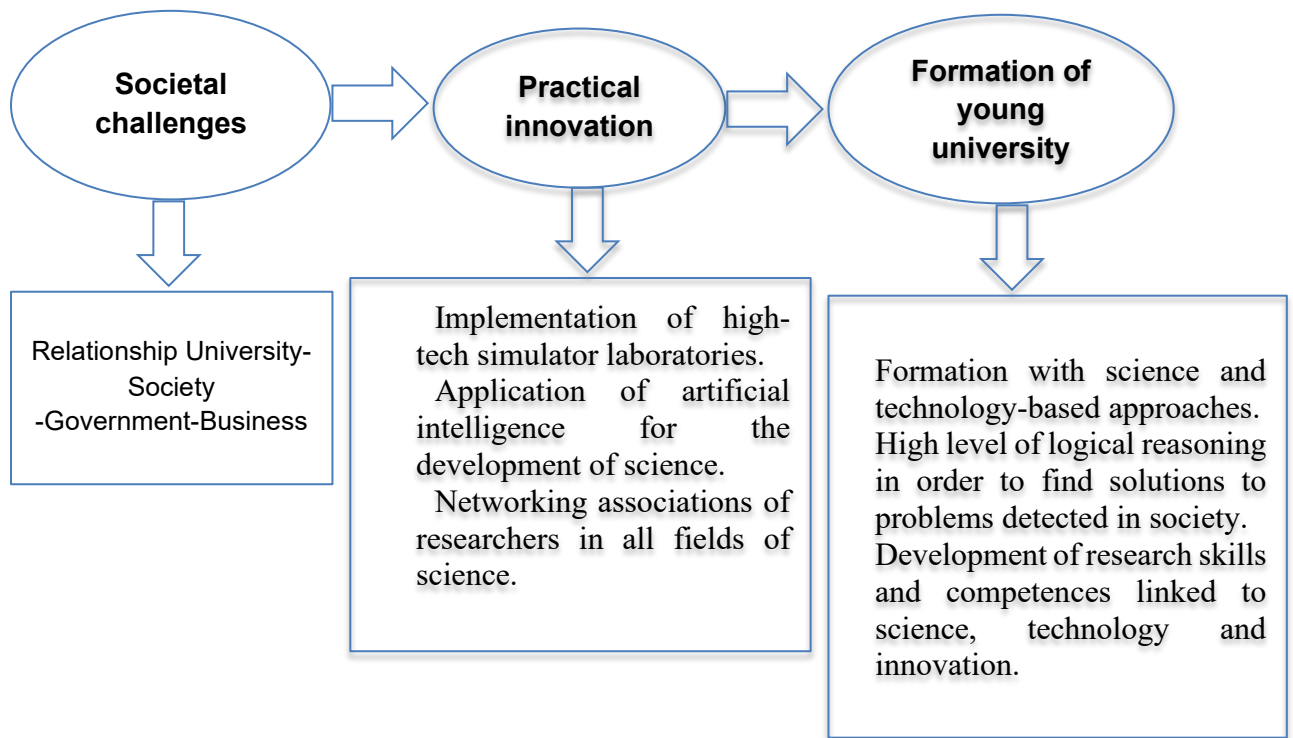 Societal
challenges
Practical
innovation
Formation of
young
university
Relationship University-
Society
-Government-Business
Implementation of high-
tech simulator laboratories.
Application of artificial
intelligence for the
development of science.
Networking associations of
researchers in all fields of
science.
Formation with science and
technology-based approaches.
High level of logical reasoning
in order to find solutions to
problems detected in society.
Development of research skills
and competences linked to
science, technology and
innovation.